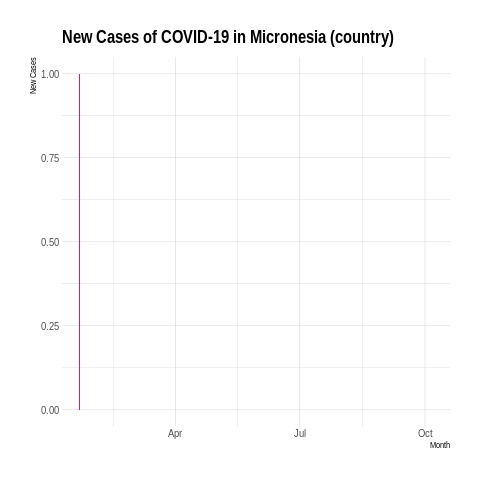 New Cases of COVID-19 in Micronesia (country)
New Cases
1.00
0.75
0.50
0.25
0.00
Apr Jul Oct
Month